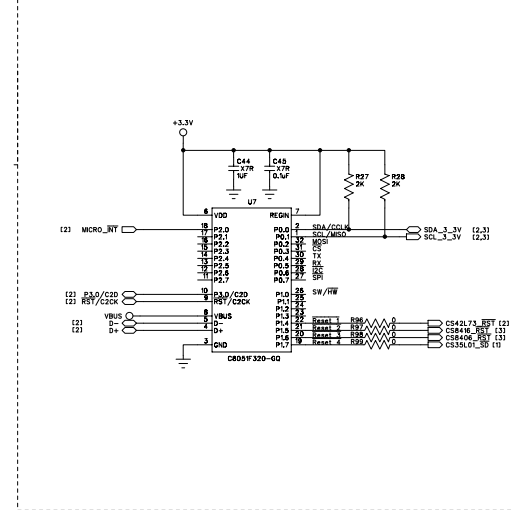 +3.3V
C44
X7R
1UF
C45
X7R
0.1uF
R27
2K
R28
2K
U7
6 VDD
REGIN 7
[2] MICRO_INT
18 P2.0
17 P2.1
16 P2.2
15 P2.3
14 P2.4
13 P2.5
12 P2.6
11 P2.7
P0.0 2 SDA/CCLK
P0.1 1 SCL/MISO
P0.2 32 MOSI
P0.3 31 CS
P0.4 30 TX
P0.5 29 RX
P0.6 28 I2C
P0.7 27 SPI
SDA_3_3V [2,3]
SCL_3_3V [2,3]
[2] P3.0/C2D
10 P3.0/C2D
[2] RST/C2CK
9 RST/C2CK
P1.0 26 SW/HW
P1.1 25
P1.2 24
P1.3 23
VBUS
8 VBUS
[2] D-
5 D-
[2] D+
4 D+
3 GND
P1.4 22 Reset 1 R96 0 CS42L73_RST [2]
P1.5 21 Reset 2 R97 0 CS8416_RST [3]
P1.6 20 Reset 3 R98 0 CS8406_RST [3]
P1.7 19 Reset 4 R99 0 CS35L01_SD [1]
C8051F320-GQ